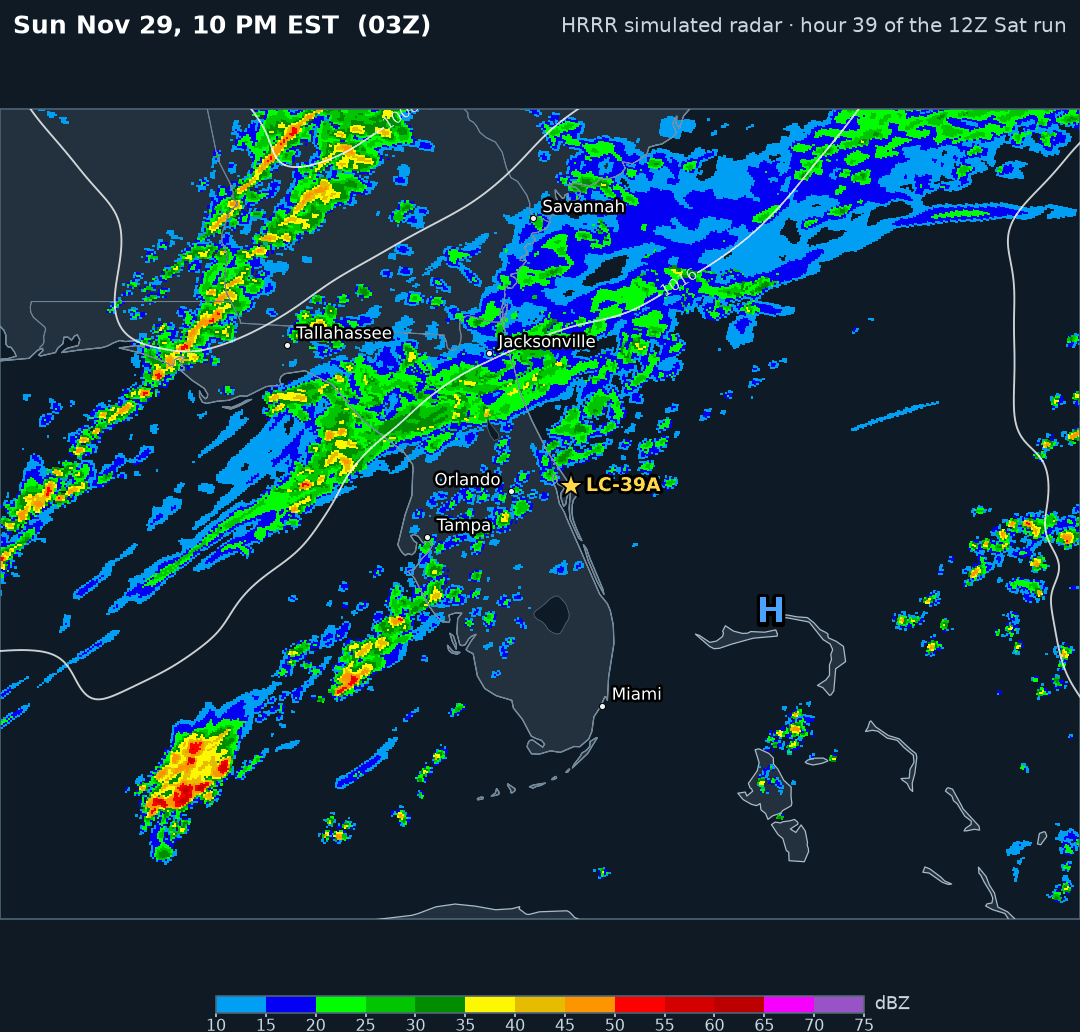 Sun Nov 29, 10 PM EST (03Z)
HRRR simulated radar · hour 39 of the 12Z Sat run
Savannah
1016
Tallahassee
Jacksonville
Orlando
LC-39A
Tampa
H
Miami
dBZ
10 15 20 25 30 35 40 45 50 55 60 65 70 75